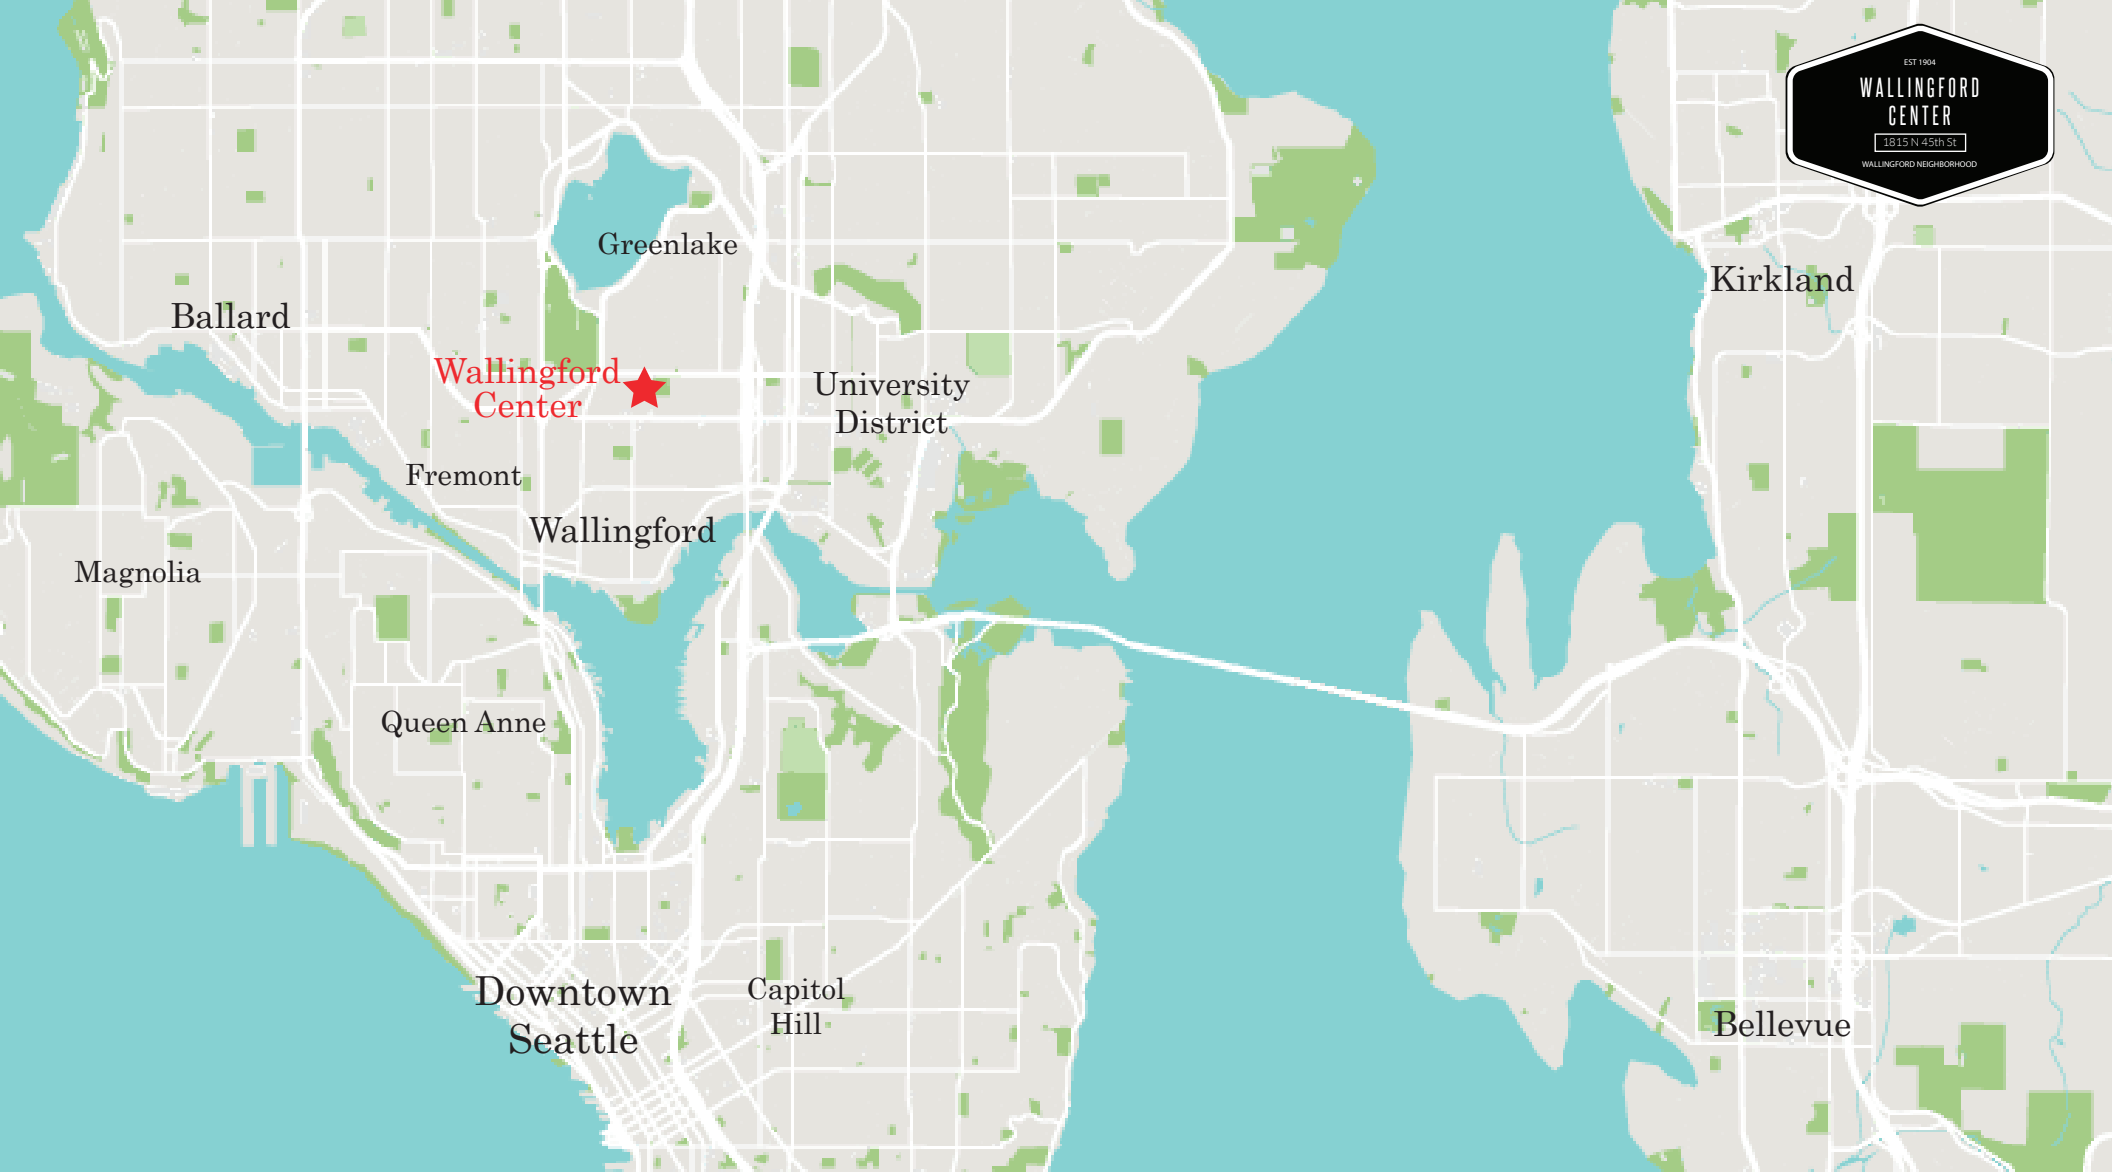 EST 1904
WALLINGFORD
CENTER
1815 N 45th St
WALLINGFORD NEIGHBORHOOD
Greenlake
Kirkland
Ballard
Wallingford
Center
University
District
Fremont
Wallingford
Magnolia
Queen Anne
Downtown
Seattle
Capitol
Hill
Bellevue